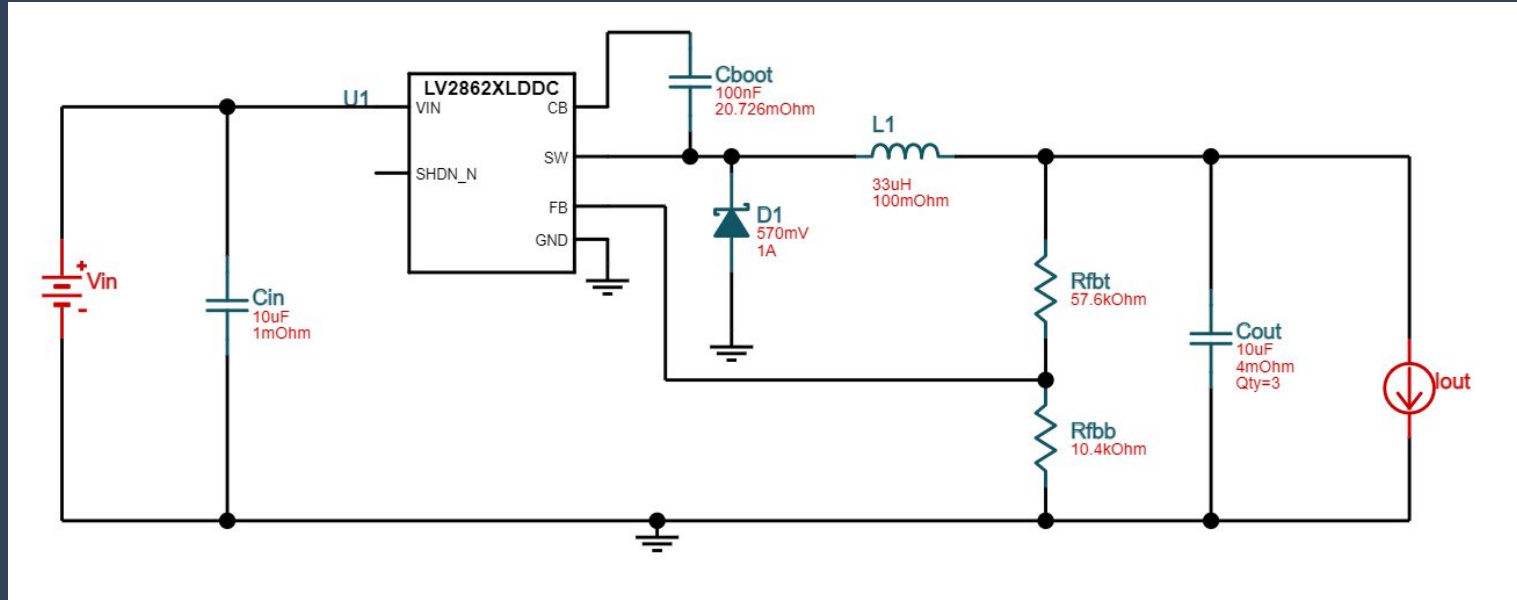 LV2862XLDDC
U1
VIN
CB
SHDN_N
SW
FB
GND
Cboot
100nF
20.726mOhm
L1
33uH
100mOhm
D1
570mV
1A
+
Vin
-
Cin
10uF
1mOhm
Rfbt
57.6kOhm
Rfbb
10.4kOhm
Cout
10uF
4mOhm
Qty=3
Iout